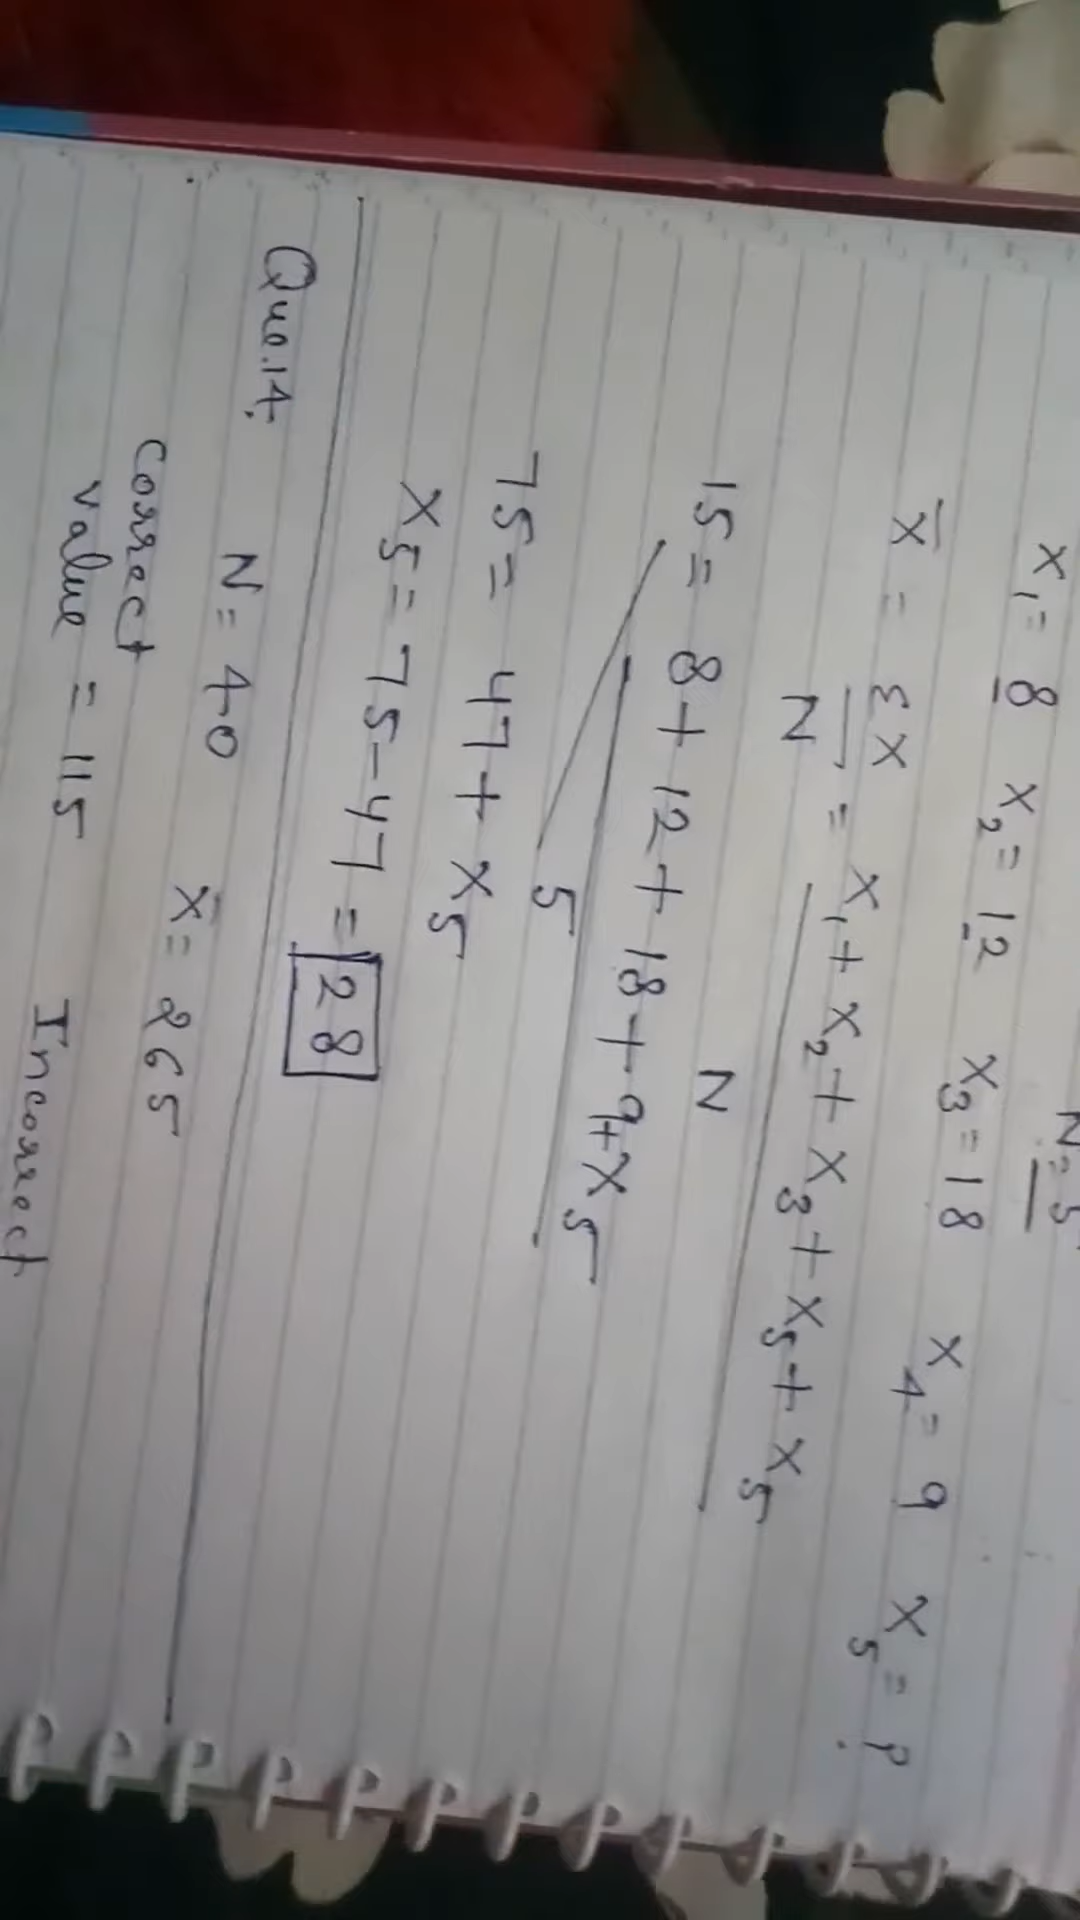 N = 5
x₁ = 8 x₂ = 12 x₃ = 18 x₄ = 9 x₅ = ?
x̄ = Σx/N = x₁ + x₂ + x₃ + x₅ + x₅
N
15 = 8 + 12 + 18 + 9 + x₅
5
75 = 47 + x₅
x₅ = 75 - 47 = 28
Que.14.
N = 40 x̄ = 265
correct
value = 115 Incorrect